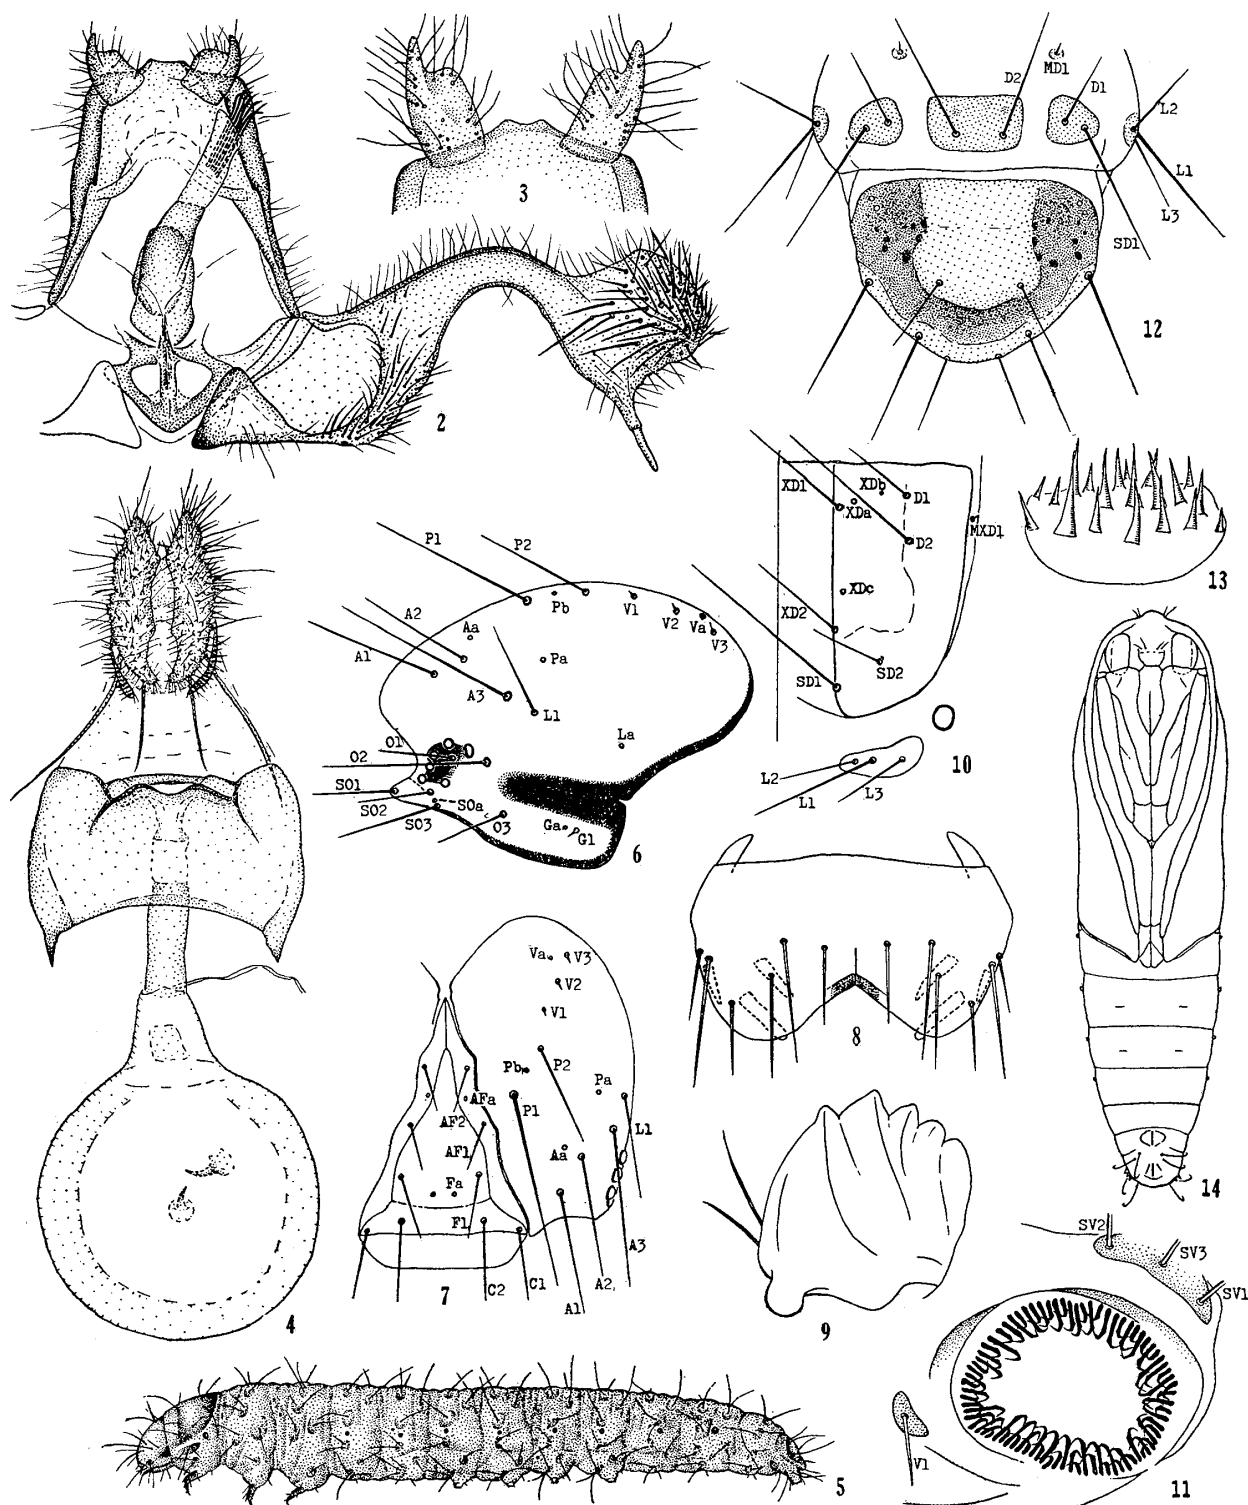 2
3
D2
MD1
D1
L2
L1
L3
SD1
12
P1
P2
Pb
V1
V2
Va
V3
A2
Aa
A1
Pa
A3
L1
La
O1
O2
SO1
SO2
SO3
SOa
O3
Ga
G1
6
XD1
XDb
XDa
D1
D2
MXD1
XDc
XD2
SD2
SD1
10
L2
L1
L3
13
4
Va
V3
V2
V1
Pb
P2
Pa
P1
AFa
AF2
AF1
L1
Aa
Fa
F1
A3
C2
C1
A2
A1
7
8
9
14
SV2
SV3
SV1
V1
11
5